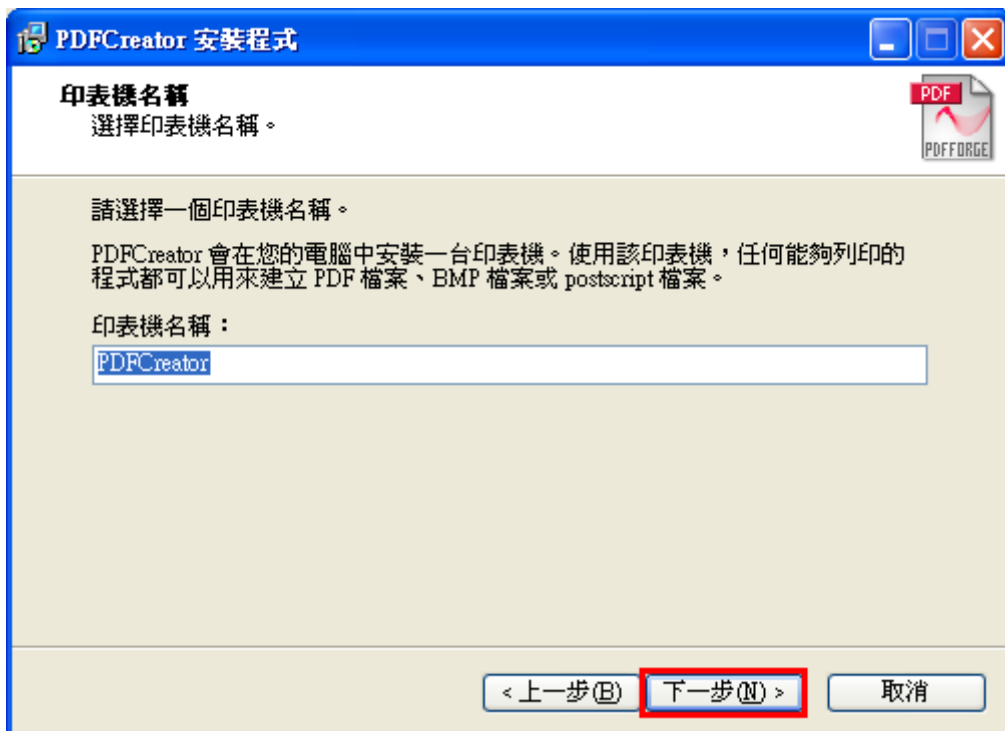 PDFCreator 安裝程式
印表機名稱
選擇印表機名稱。
PDF
PDFFORGE
請選擇一個印表機名稱。
PDFCreator 會在您的電腦中安裝一台印表機。使用該印表機，任何能夠列印的
程式都可以用來建立 PDF 檔案、BMP 檔案或 postscript 檔案。
印表機名稱：
PDFCreator
< 上一步(B) 下一步(N) > 取消